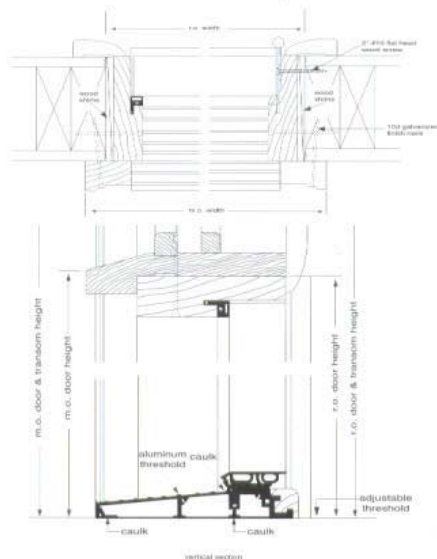 r.o. width
3" #10 flat head
wood screw
wood
shims
wood
shims
10d galvanized
finish nails
m.o. width
m.o. door & transom height
m.o. door height
r.o. door height
r.o. door & transom height
aluminum
threshold
caulk
adjustable
threshold
caulk
caulk
vertical section